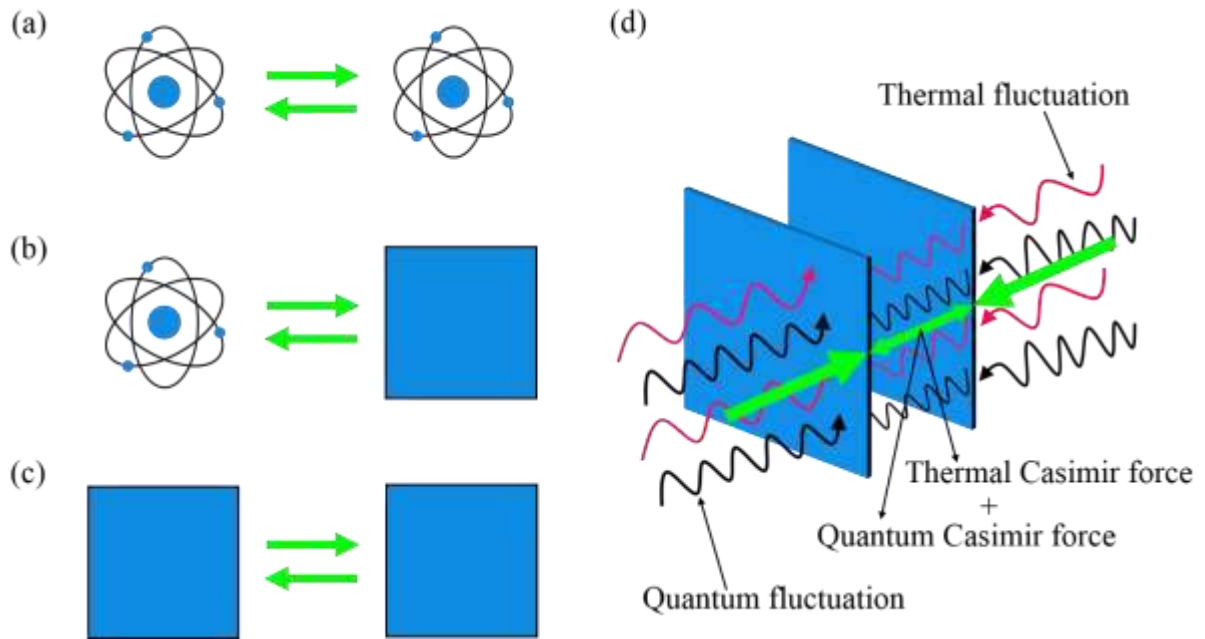 (a)
(b)
(c)
(d)
Thermal fluctuation
Thermal Casimir force
+
Quantum Casimir force
Quantum fluctuation